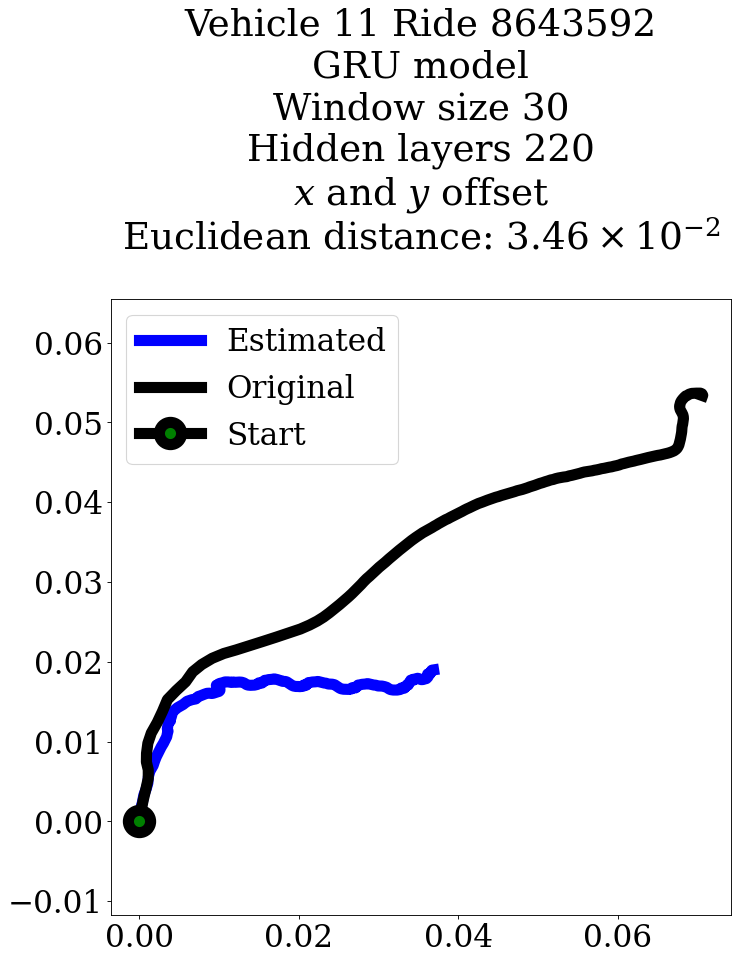 Vehicle 11 Ride 8643592
GRU model
Window size 30
Hidden layers 220
x and y offset
Euclidean distance: 3.46 × 10⁻²
Estimated
Original
Start
0.06
0.05
0.04
0.03
0.02
0.01
0.00
−0.01
0.00 0.02 0.04 0.06